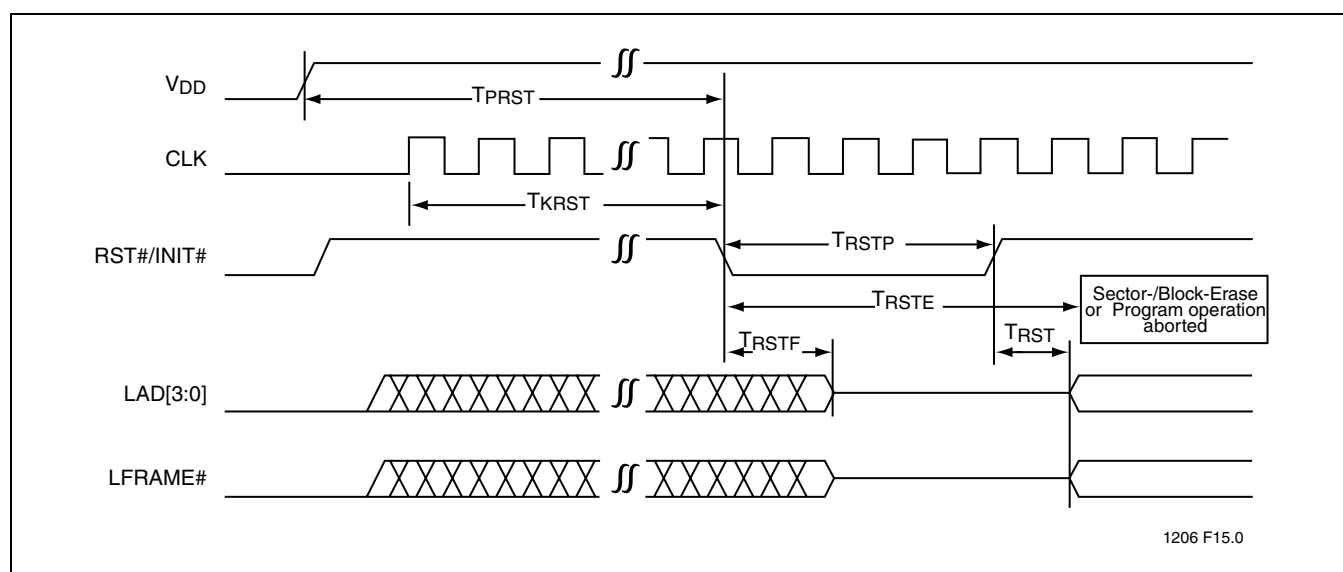 VDD
TPRST
CLK
TKRST
RST#/INIT#
TRSTP
TRSTE
Sector-/Block-Erase
or Program operation
aborted
TRSTF
TRST
LAD[3:0]
LFRAME#
1206 F15.0